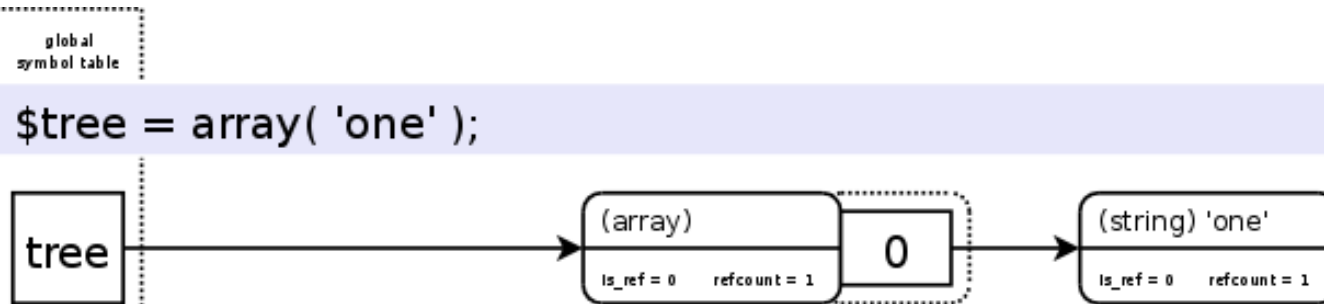 global
symbol table
$tree = array( 'one' );
tree
(array)
is_ref = 0 refcount = 1
0
(string) 'one'
is_ref = 0 refcount = 1